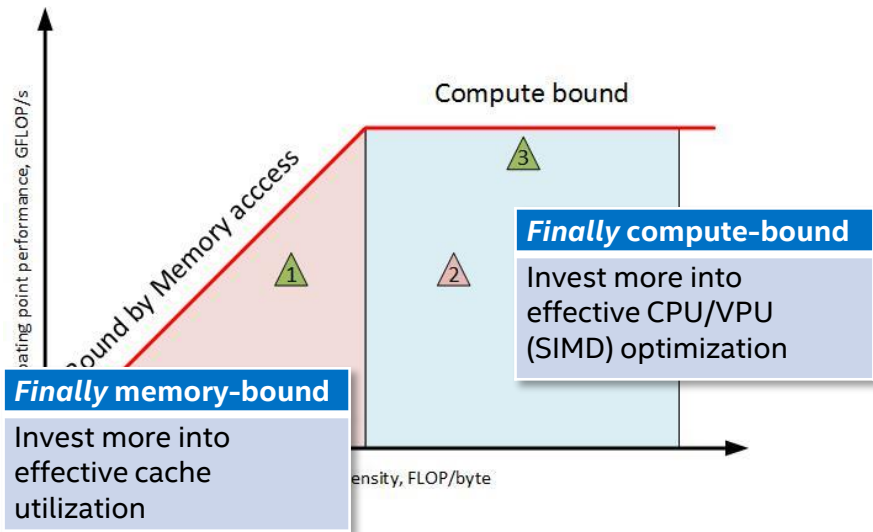 Compute bound
3
1
2
Bound by Memory acccess
ating point performance, GFLOP/s
Finally compute-bound
Invest more into
effective CPU/VPU
(SIMD) optimization
Finally memory-bound
Invest more into
effective cache
utilization
ensity, FLOP/byte